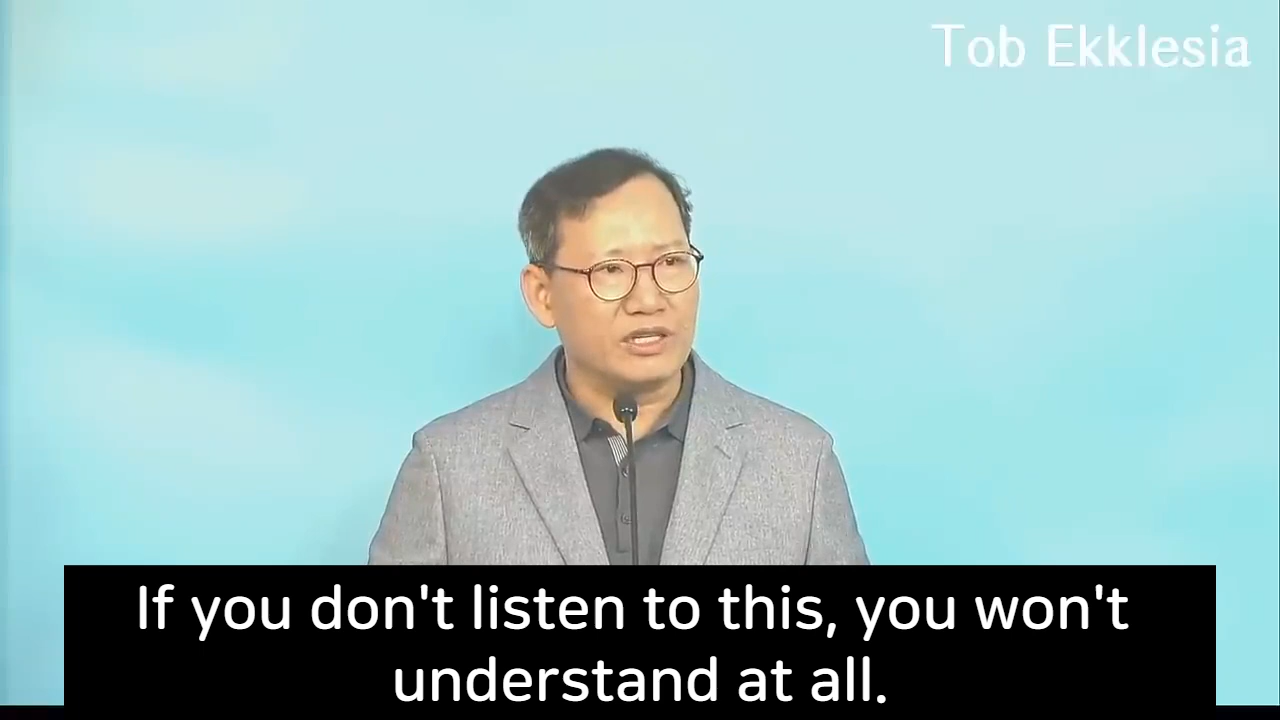 Tob Ekklesia
If you don't listen to this, you won't
understand at all.